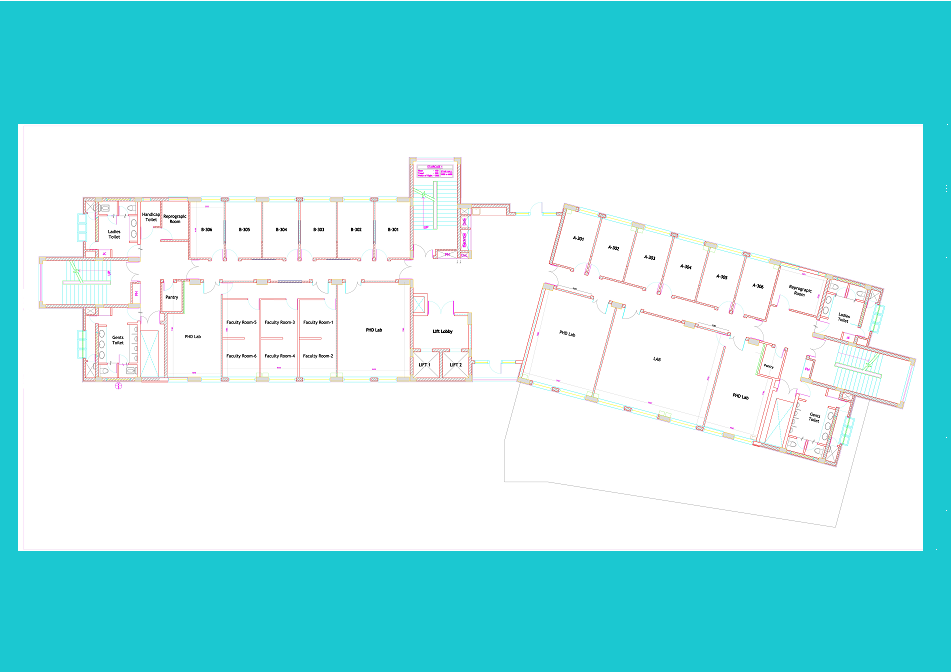 Handicap
Toilet
Reprograpic
Room
Ladies
Toilet
B-306
B-305
B-304
B-303
B-302
B-301
UP
Pantry
PHD Lab
Gents
Toilet
Faculty Room-5
Faculty Room-3
Faculty Room-1
Faculty Room-6
Faculty Room-4
Faculty Room-2
PHD Lab
Lift Lobby
LIFT 1
LIFT 2
A-301
A-302
A-303
A-304
A-305
A-306
Reprograpic
Room
Ladies
Toilet
PHD Lab
LAB
PHD Lab
Pantry
Gents
Toilet